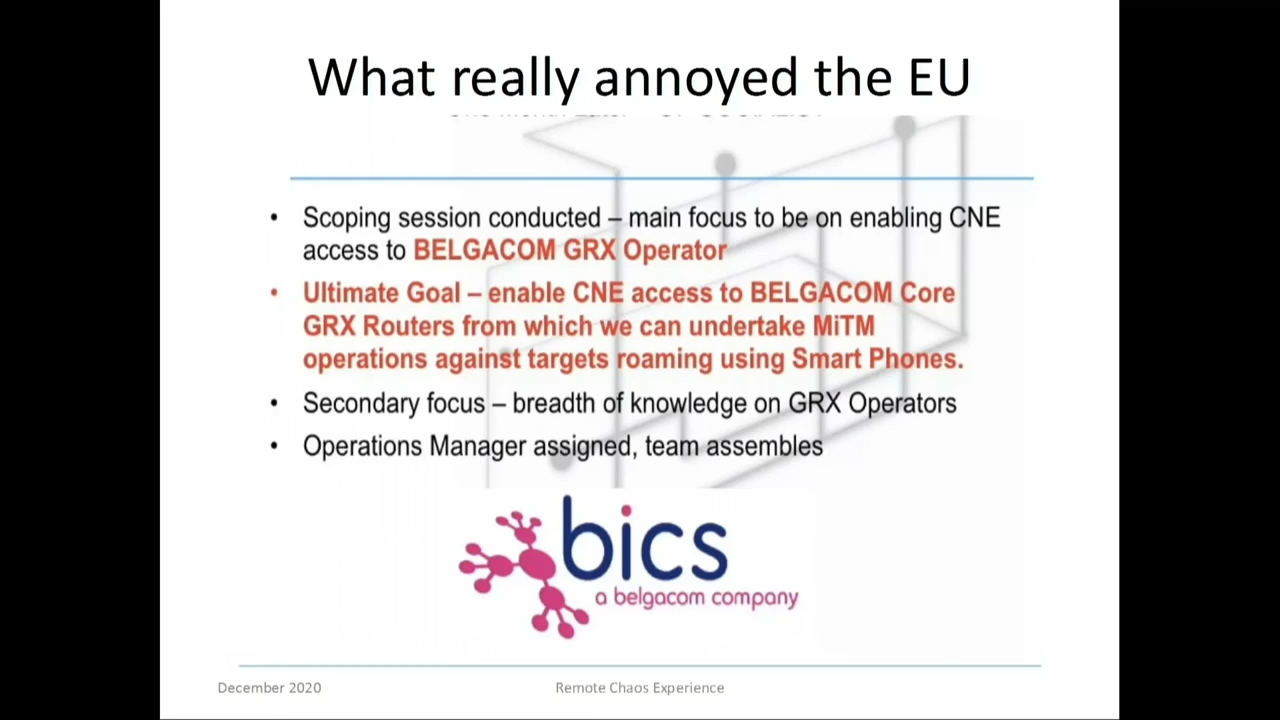 What really annoyed the EU
• Scoping session conducted – main focus to be on enabling CNE
access to BELGACOM GRX Operator
• Ultimate Goal – enable CNE access to BELGACOM Core
GRX Routers from which we can undertake MiTM
operations against targets roaming using Smart Phones.
• Secondary focus – breadth of knowledge on GRX Operators
• Operations Manager assigned, team assembles
bics
a belgacom company
December 2020
Remote Chaos Experience